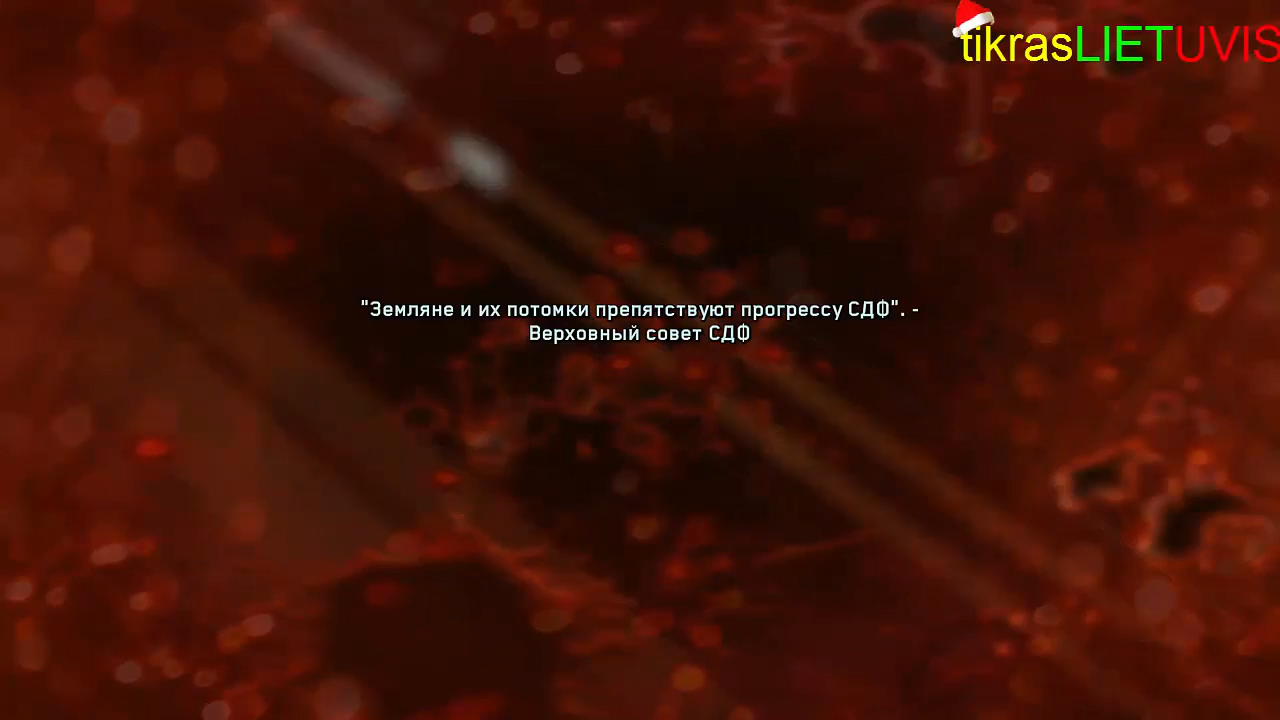 tikrasLIETUVIS
"Земляне и их потомки препятствуют прогрессу СДФ". -
Верховный совет СДФ